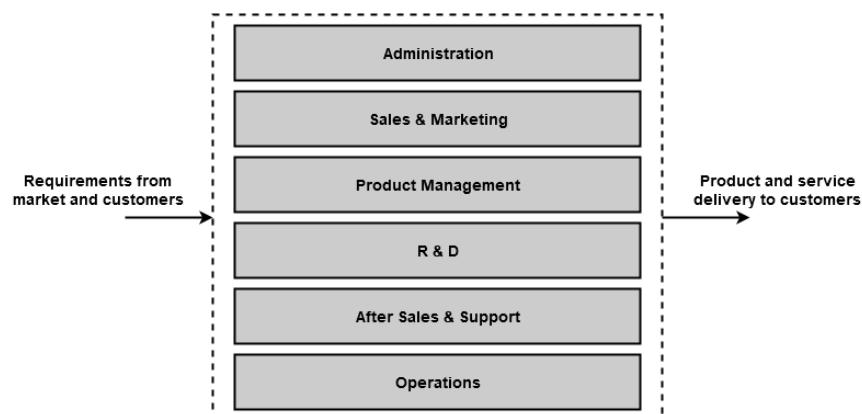 Administration
Sales & Marketing
Requirements from
market and customers
Product Management
Product and service
delivery to customers
R & D
After Sales & Support
Operations